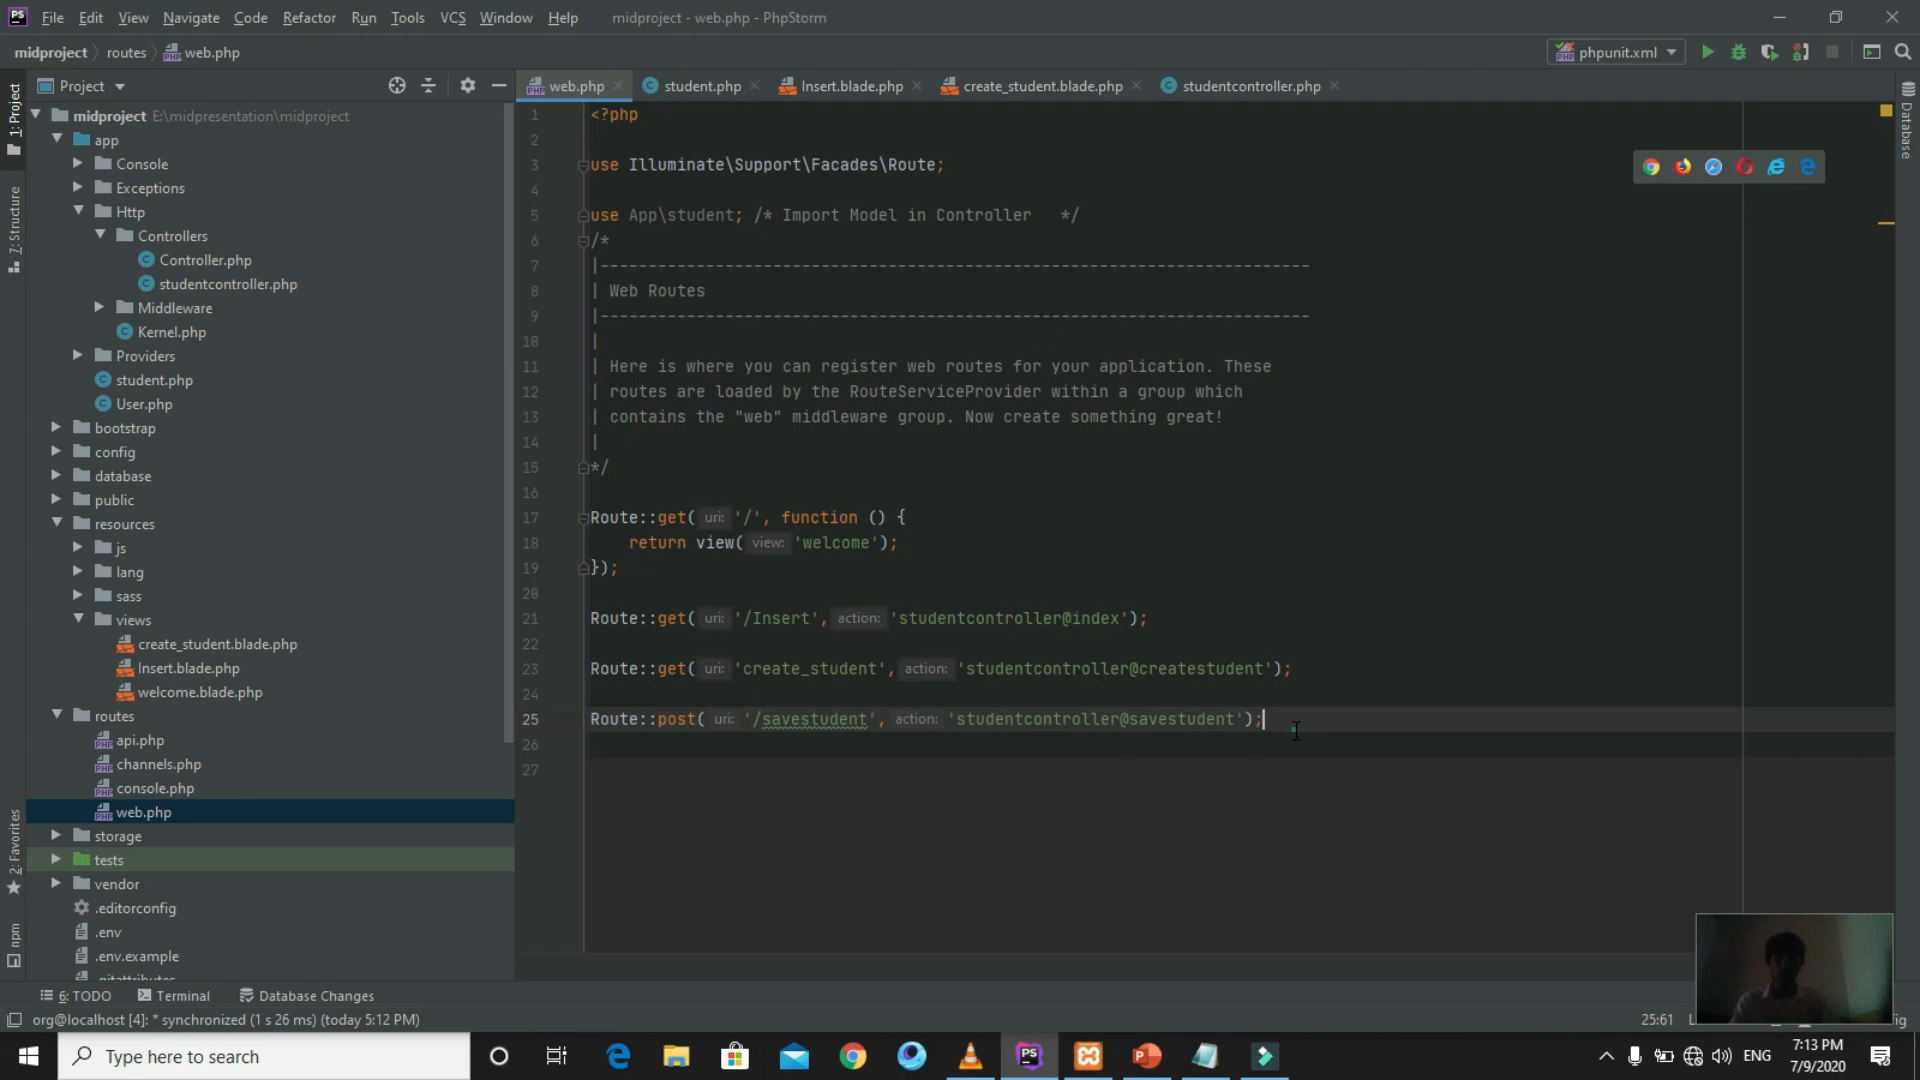 File Edit View Navigate Code Refactor Run Tools VCS Window Help midproject - web.php - PhpStorm
midproject routes web.php phpunit.xml
Project web.php student.php Insert.blade.php create_student.blade.php studentcontroller.php
1: Project
7: Structure
2: Favorites
npm
Database
midproject E:\midpresentation\midproject
app
Console
Exceptions
Http
Controllers
Controller.php
studentcontroller.php
Middleware
Kernel.php
Providers
student.php
User.php
bootstrap
config
database
public
resources
js
lang
sass
views
create_student.blade.php
Insert.blade.php
welcome.blade.php
routes
api.php
channels.php
console.php
web.php
storage
tests
vendor
.editorconfig
.env
.env.example
.gitattributes
1 <?php
2
3 use Illuminate\Support\Facades\Route;
4
5 use App\student; /* Import Model in Controller */
6 /*
7 |--------------------------------------------------------------------------
8 | Web Routes
9 |--------------------------------------------------------------------------
10 |
11 | Here is where you can register web routes for your application. These
12 | routes are loaded by the RouteServiceProvider within a group which
13 | contains the "web" middleware group. Now create something great!
14 |
15 */
16
17 Route::get( uri: '/', function () {
18 return view( view: 'welcome');
19 });
20
21 Route::get( uri: '/Insert', action: 'studentcontroller@index');
22
23 Route::get( uri: 'create_student', action: 'studentcontroller@createstudent');
24
25 Route::post( uri: '/savestudent', action: 'studentcontroller@savestudent');
26
27
6: TODO Terminal Database Changes
org@localhost [4]: * synchronized (1 s 26 ms) (today 5:12 PM) 25:61
Type here to search ENG 7:13 PM
7/9/2020